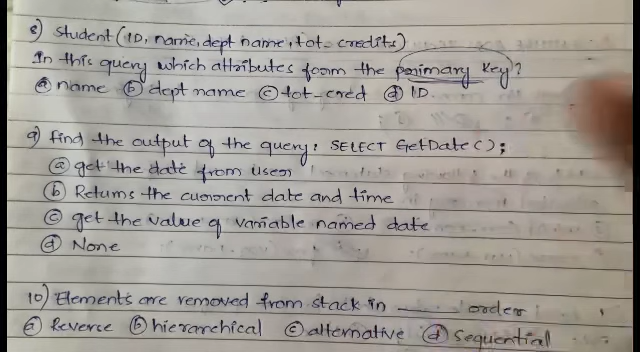 8) Student (ID, name, dept name, tot-credits)
In this query which attributes form the primary key?
ⓐ name ⓑ dept name ⓒ tot-cred ⓓ ID.
9) find the output of the query: SELECT GetDate();
ⓐ get the date from user
ⓑ Returns the current date and time
ⓒ get the value of variable named date
ⓓ None
10) Elements are removed from stack in ____ order
ⓐ Reverse ⓑ hierarchical ⓒ alternative ⓓ sequential